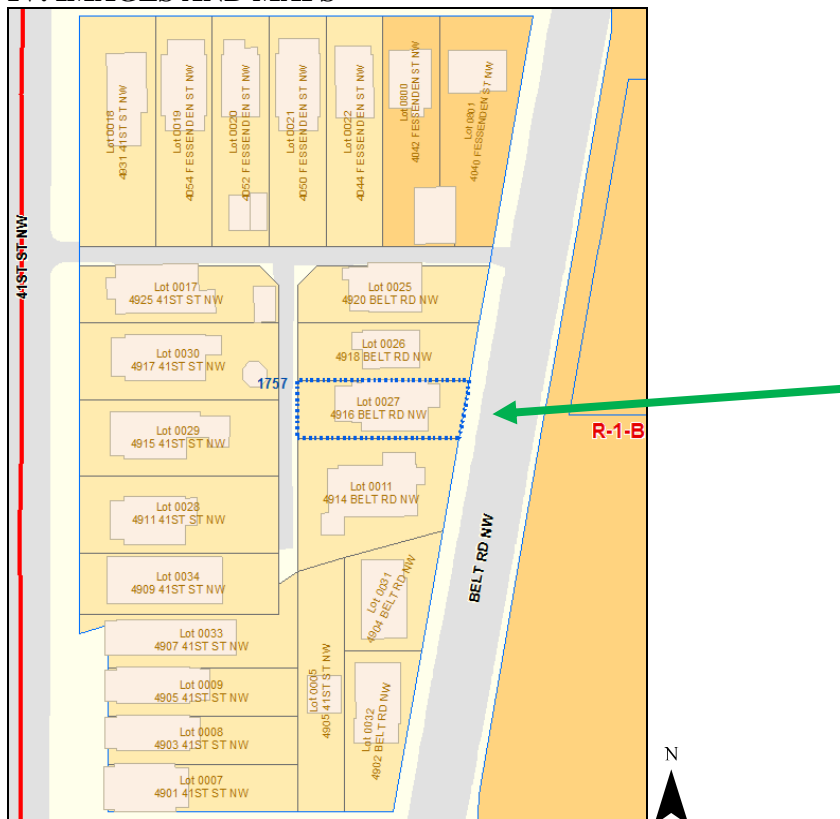 IV. IMAGES AND MAPS
Lot 0018
4931 41ST ST NW
Lot 0019
4054 FESSENDEN ST NW
Lot 0020
4052 FESSENDEN ST NW
Lot 0021
4050 FESSENDEN ST NW
Lot 0022
4044 FESSENDEN ST NW
Lot 0800
4042 FESSENDEN ST NW
Lot 0801
4040 FESSENDEN ST NW
41ST ST NW
Lot 0017
4925 41ST ST NW
Lot 0025
4920 BELT RD NW
Lot 0030
4917 41ST ST NW
Lot 0026
4918 BELT RD NW
1757
Lot 0027
4916 BELT RD NW
R-1-B
Lot 0029
4915 41ST ST NW
Lot 0011
4914 BELT RD NW
Lot 0028
4911 41ST ST NW
BELT RD NW
Lot 0034
4909 41ST ST NW
Lot 0031
4904 BELT RD NW
Lot 0033
4907 41ST ST NW
Lot 0009
4905 41ST ST NW
Lot 0005
4905 41ST ST NW
Lot 0032
4902 BELT RD NW
Lot 0008
4903 41ST ST NW
Lot 0007
4901 41ST ST NW
N